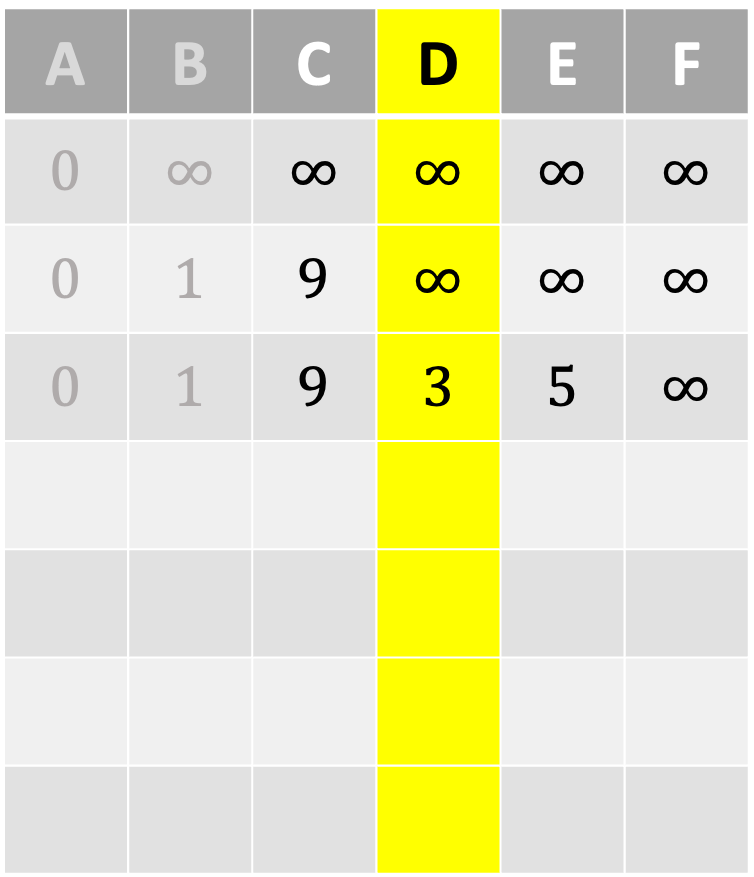 A B C D E F
0 ∞ ∞ ∞ ∞ ∞
0 1 9 ∞ ∞ ∞
0 1 9 3 5 ∞